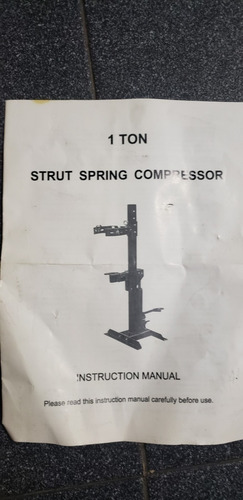 1 TON
STRUT SPRING COMPRESSOR
INSTRUCTION MANUAL
Please read this instruction manual carefully before use.